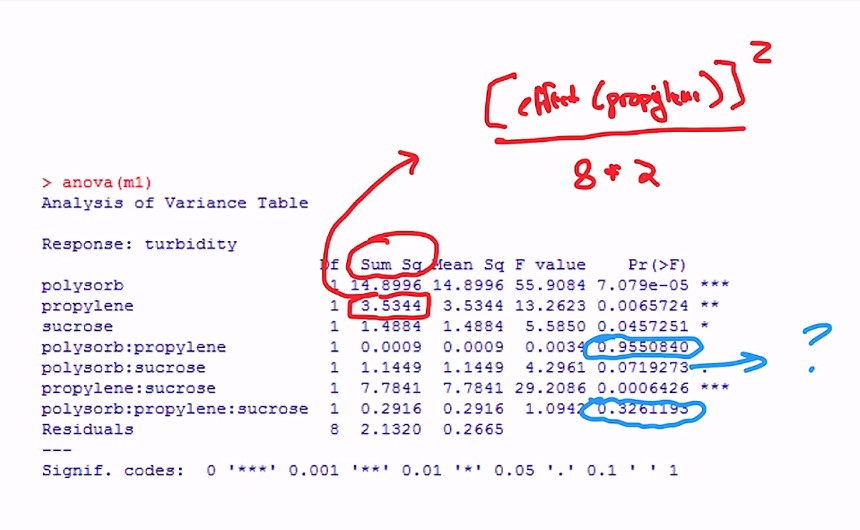 [effect (propylene)]²
8 * 2
> anova(m1)
Analysis of Variance Table
Response: turbidity
Df Sum Sq Mean Sq F value Pr(>F)
polysorb 1 14.8996 14.8996 55.9084 7.079e-05 ***
propylene 1 3.5344 3.5344 13.2623 0.0065724 **
sucrose 1 1.4884 1.4884 5.5850 0.0457251 *
polysorb:propylene 1 0.0009 0.0009 0.0034 0.9550840
polysorb:sucrose 1 1.1449 1.1449 4.2961 0.0719273 . ?
propylene:sucrose 1 7.7841 7.7841 29.2086 0.0006426 ***
polysorb:propylene:sucrose 1 0.2916 0.2916 1.0942 0.3261193
Residuals 8 2.1320 0.2665
---
Signif. codes: 0 '***' 0.001 '**' 0.01 '*' 0.05 '.' 0.1 ' ' 1